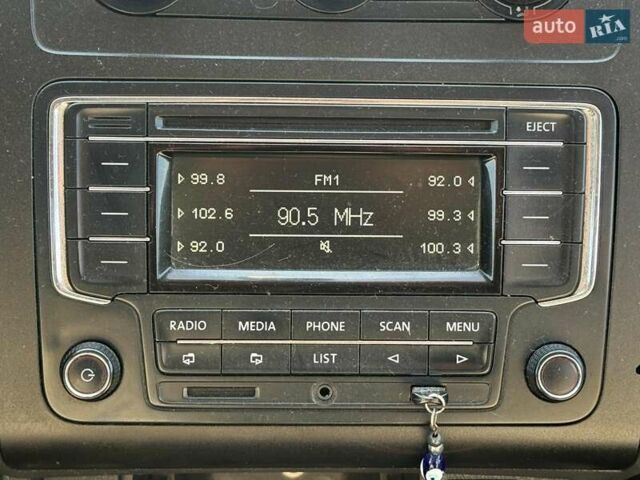 auto RIA.com
EJECT
99.8 FM1 92.0
102.6 90.5 MHz 99.3
92.0 100.3
RADIO MEDIA PHONE SCAN MENU
LIST